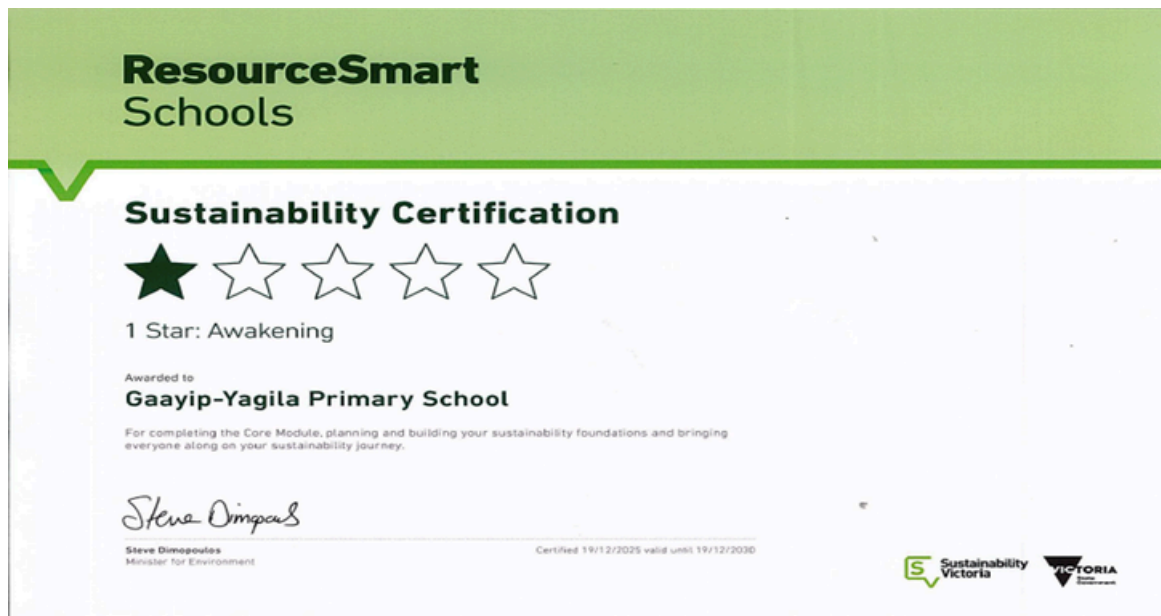 ResourceSmart
Schools
Sustainability Certification
1 Star: Awakening
Awarded to
Gaayip-Yagila Primary School
For completing the Core Module, planning and building your sustainability foundations and bringing
everyone along on your sustainability journey.
Steve Dimopoulos
Steve Dimopoulos
Minister for Environment
Certified 19/12/2025 valid until 19/12/2030
S
Sustainability
Victoria
VICTORIA
State
Government